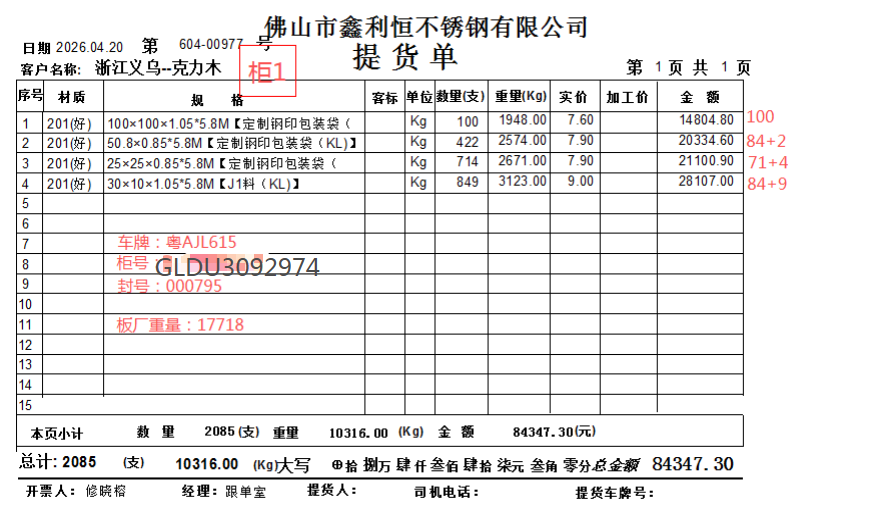 佛山市鑫利恒不锈钢有限公司
日期 2026.04.20 第 604-00977 号
提货单
客户名称: 浙江义乌--克力木
柜1
第 1 页 共 1 页
序号 材质 规格 客标 单位 数量(支) 重量(Kg) 实价 加工价 金额
1 201(好) 100×100×1.05*5.8M【定制钢印包装袋( Kg 100 1948.00 7.60 14804.80 100
2 201(好) 50.8×0.85*5.8M【定制钢印包装袋(KL)】 Kg 422 2574.00 7.90 20334.60 84+2
3 201(好) 25×25×0.85*5.8M【定制钢印包装袋( Kg 714 2671.00 7.90 21100.90 71+4
4 201(好) 30×10×1.05*5.8M【J1料(KL)】 Kg 849 3123.00 9.00 28107.00 84+9
5
6
7 车牌：粤AJL615
8 柜号：GLDU3092974
9 封号：000795
10
11 板厂重量：17718
12
13
14
15
本页小计 数量 2085(支) 重量 10316.00 (Kg) 金额 84347.30(元)
总计: 2085 (支) 10316.00 (Kg)大写 ⊕拾 捌万 肆仟 叁佰 肆拾 柒元 叁角 零分 总金额 84347.30
开票人: 修晓榕 经理: 跟单室 提货人: 司机电话: 提货车牌号: